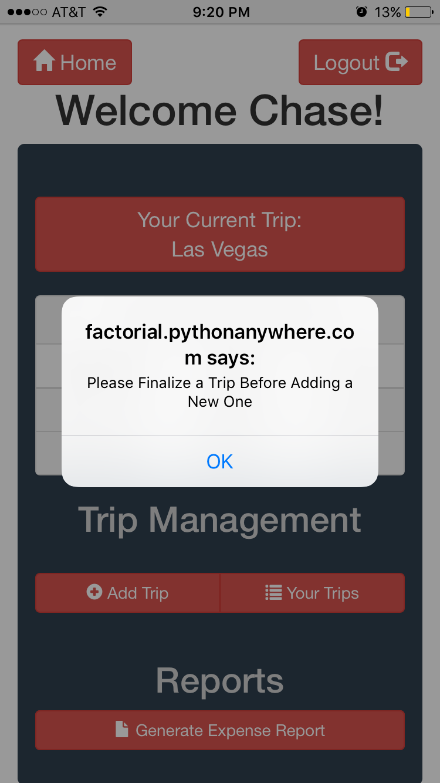 AT&T 9:20 PM 13%
Home Logout
Welcome Chase!
Your Current Trip:
Las Vegas
factorial.pythonanywhere.co
m says:
Please Finalize a Trip Before Adding a
New One
OK
Trip Management
Add Trip Your Trips
Reports
Generate Expense Report